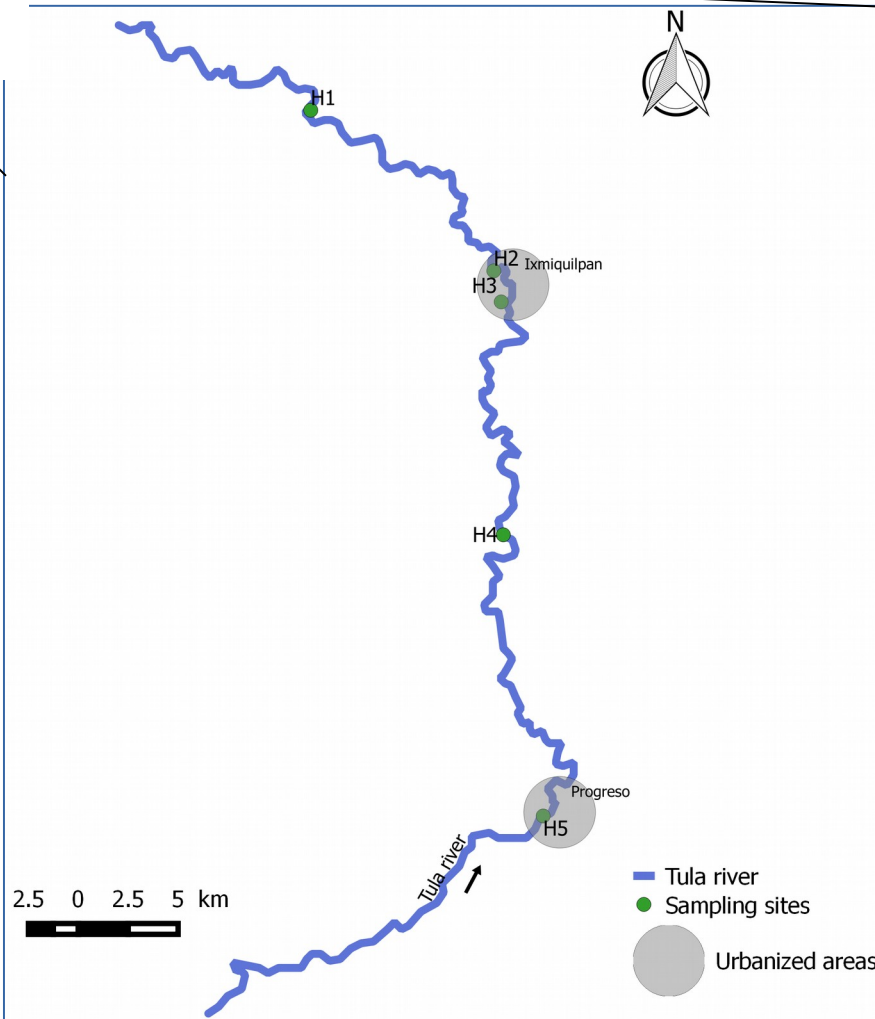 N
H1
H2
Ixmiquilpan
H3
H4
Progreso
H5
Tula river
2.5 0 2.5 5 km
Tula river
Sampling sites
Urbanized areas